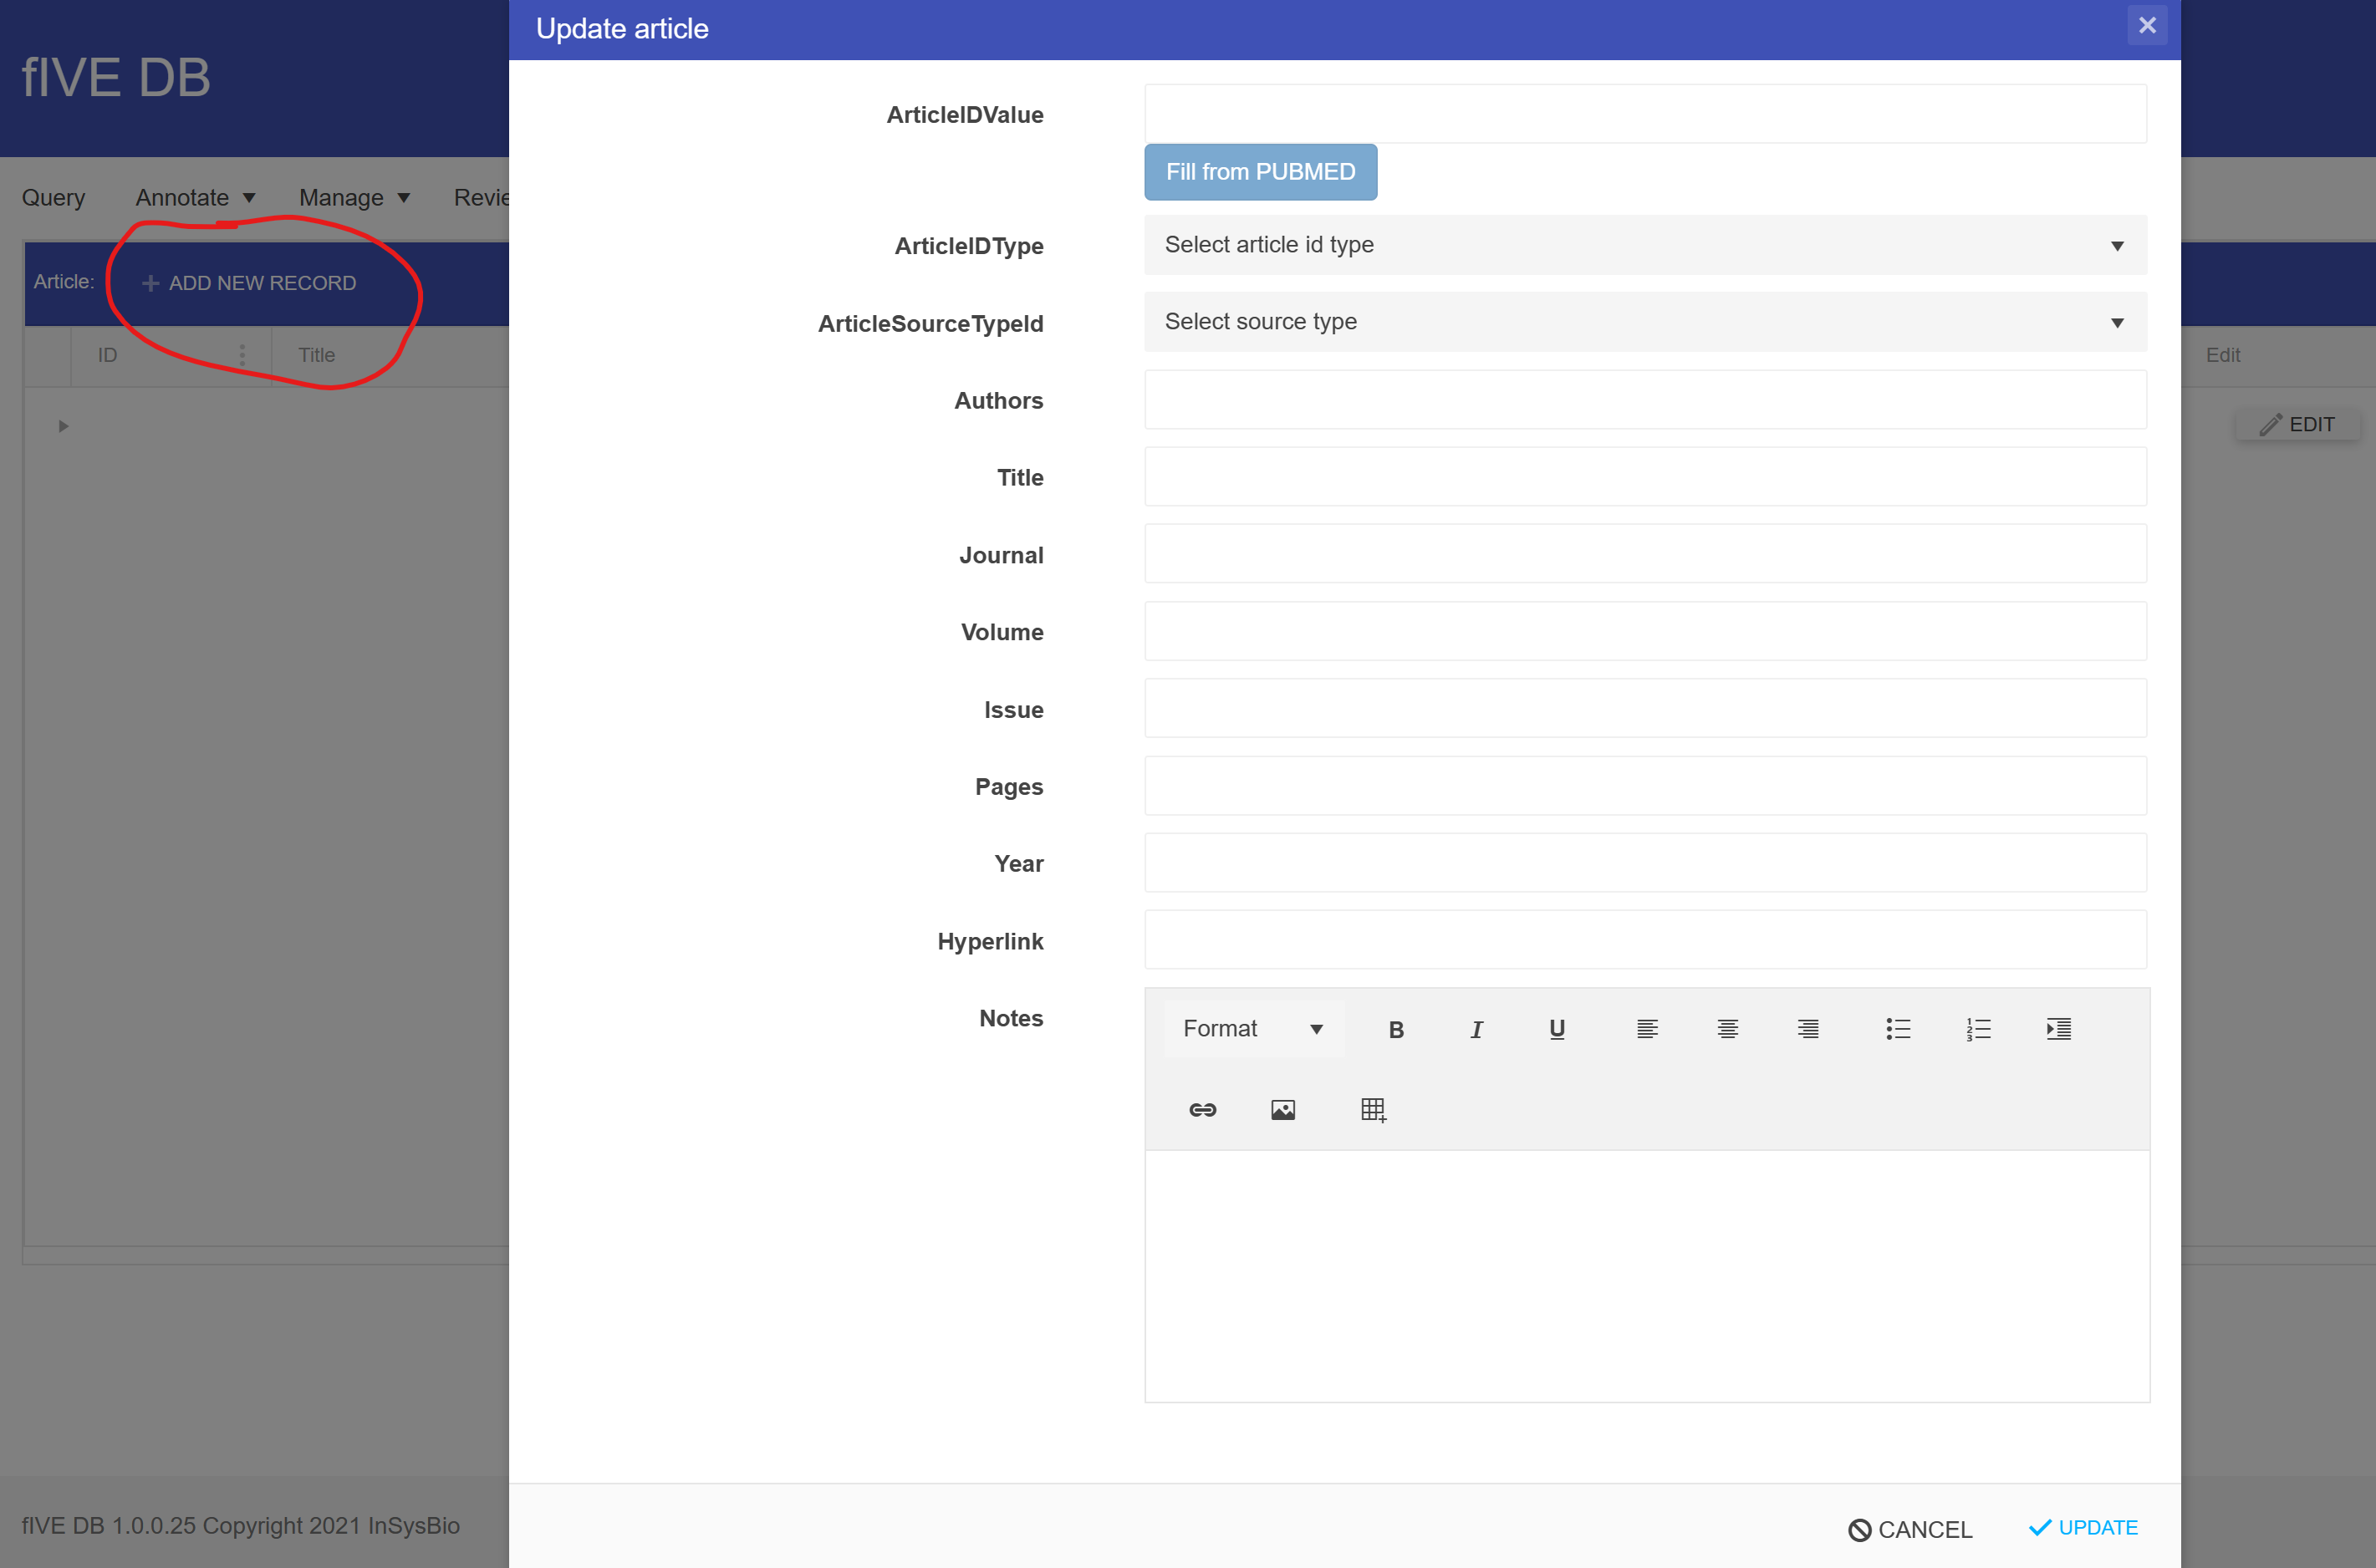 fIVE DB
Update article
Query Annotate Manage Revie
Article: ADD NEW RECORD
ID Title
Edit
EDIT
ArticleIDValue
Fill from PUBMED
ArticleIDType Select article id type
ArticleSourceTypeId Select source type
Authors
Title
Journal
Volume
Issue
Pages
Year
Hyperlink
Notes Format B I U
CANCEL UPDATE
fIVE DB 1.0.0.25 Copyright 2021 InSysBio